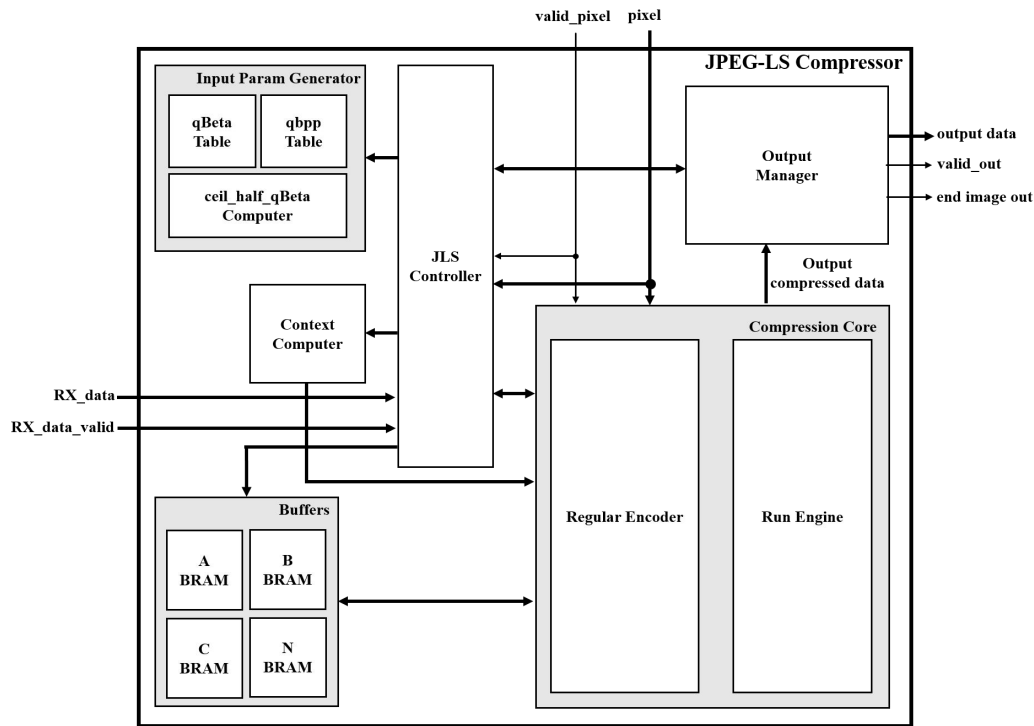 valid_pixel
pixel
JPEG-LS Compressor
Input Param Generator
qBeta
Table
qbpp
Table
ceil_half_qBeta
Computer
JLS
Controller
Output
Manager
output data
valid_out
end image out
Output
compressed data
Context
Computer
Compression Core
RX_data
RX_data_valid
Regular Encoder
Run Engine
Buffers
A
BRAM
B
BRAM
C
BRAM
N
BRAM